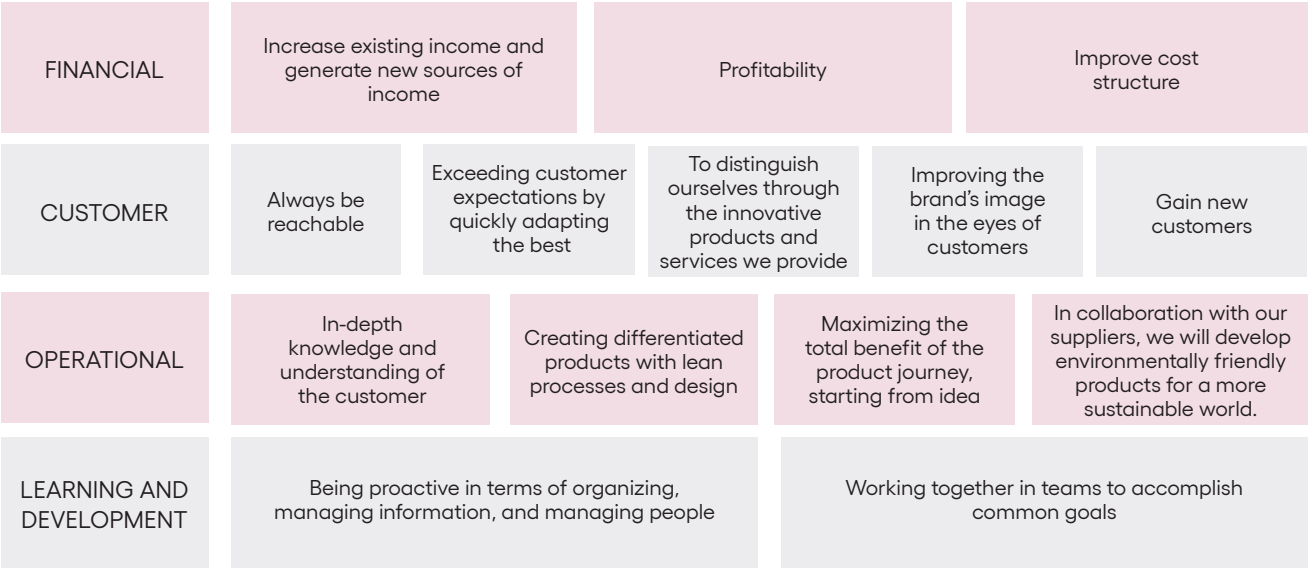 FINANCIAL
Increase existing income and
generate new sources of
income
Profitability
Improve cost
structure
CUSTOMER
Always be
reachable
Exceeding customer
expectations by
quickly adapting
the best
To distinguish
ourselves through
the innovative
products and
services we provide
Improving the
brand’s image
in the eyes of
customers
Gain new
customers
OPERATIONAL
In-depth
knowledge and
understanding of
the customer
Creating differentiated
products with lean
processes and design
Maximizing the
total benefit of the
product journey,
starting from idea
In collaboration with our
suppliers, we will develop
environmentally friendly
products for a more
sustainable world.
LEARNING AND
DEVELOPMENT
Being proactive in terms of organizing,
managing information, and managing people
Working together in teams to accomplish
common goals